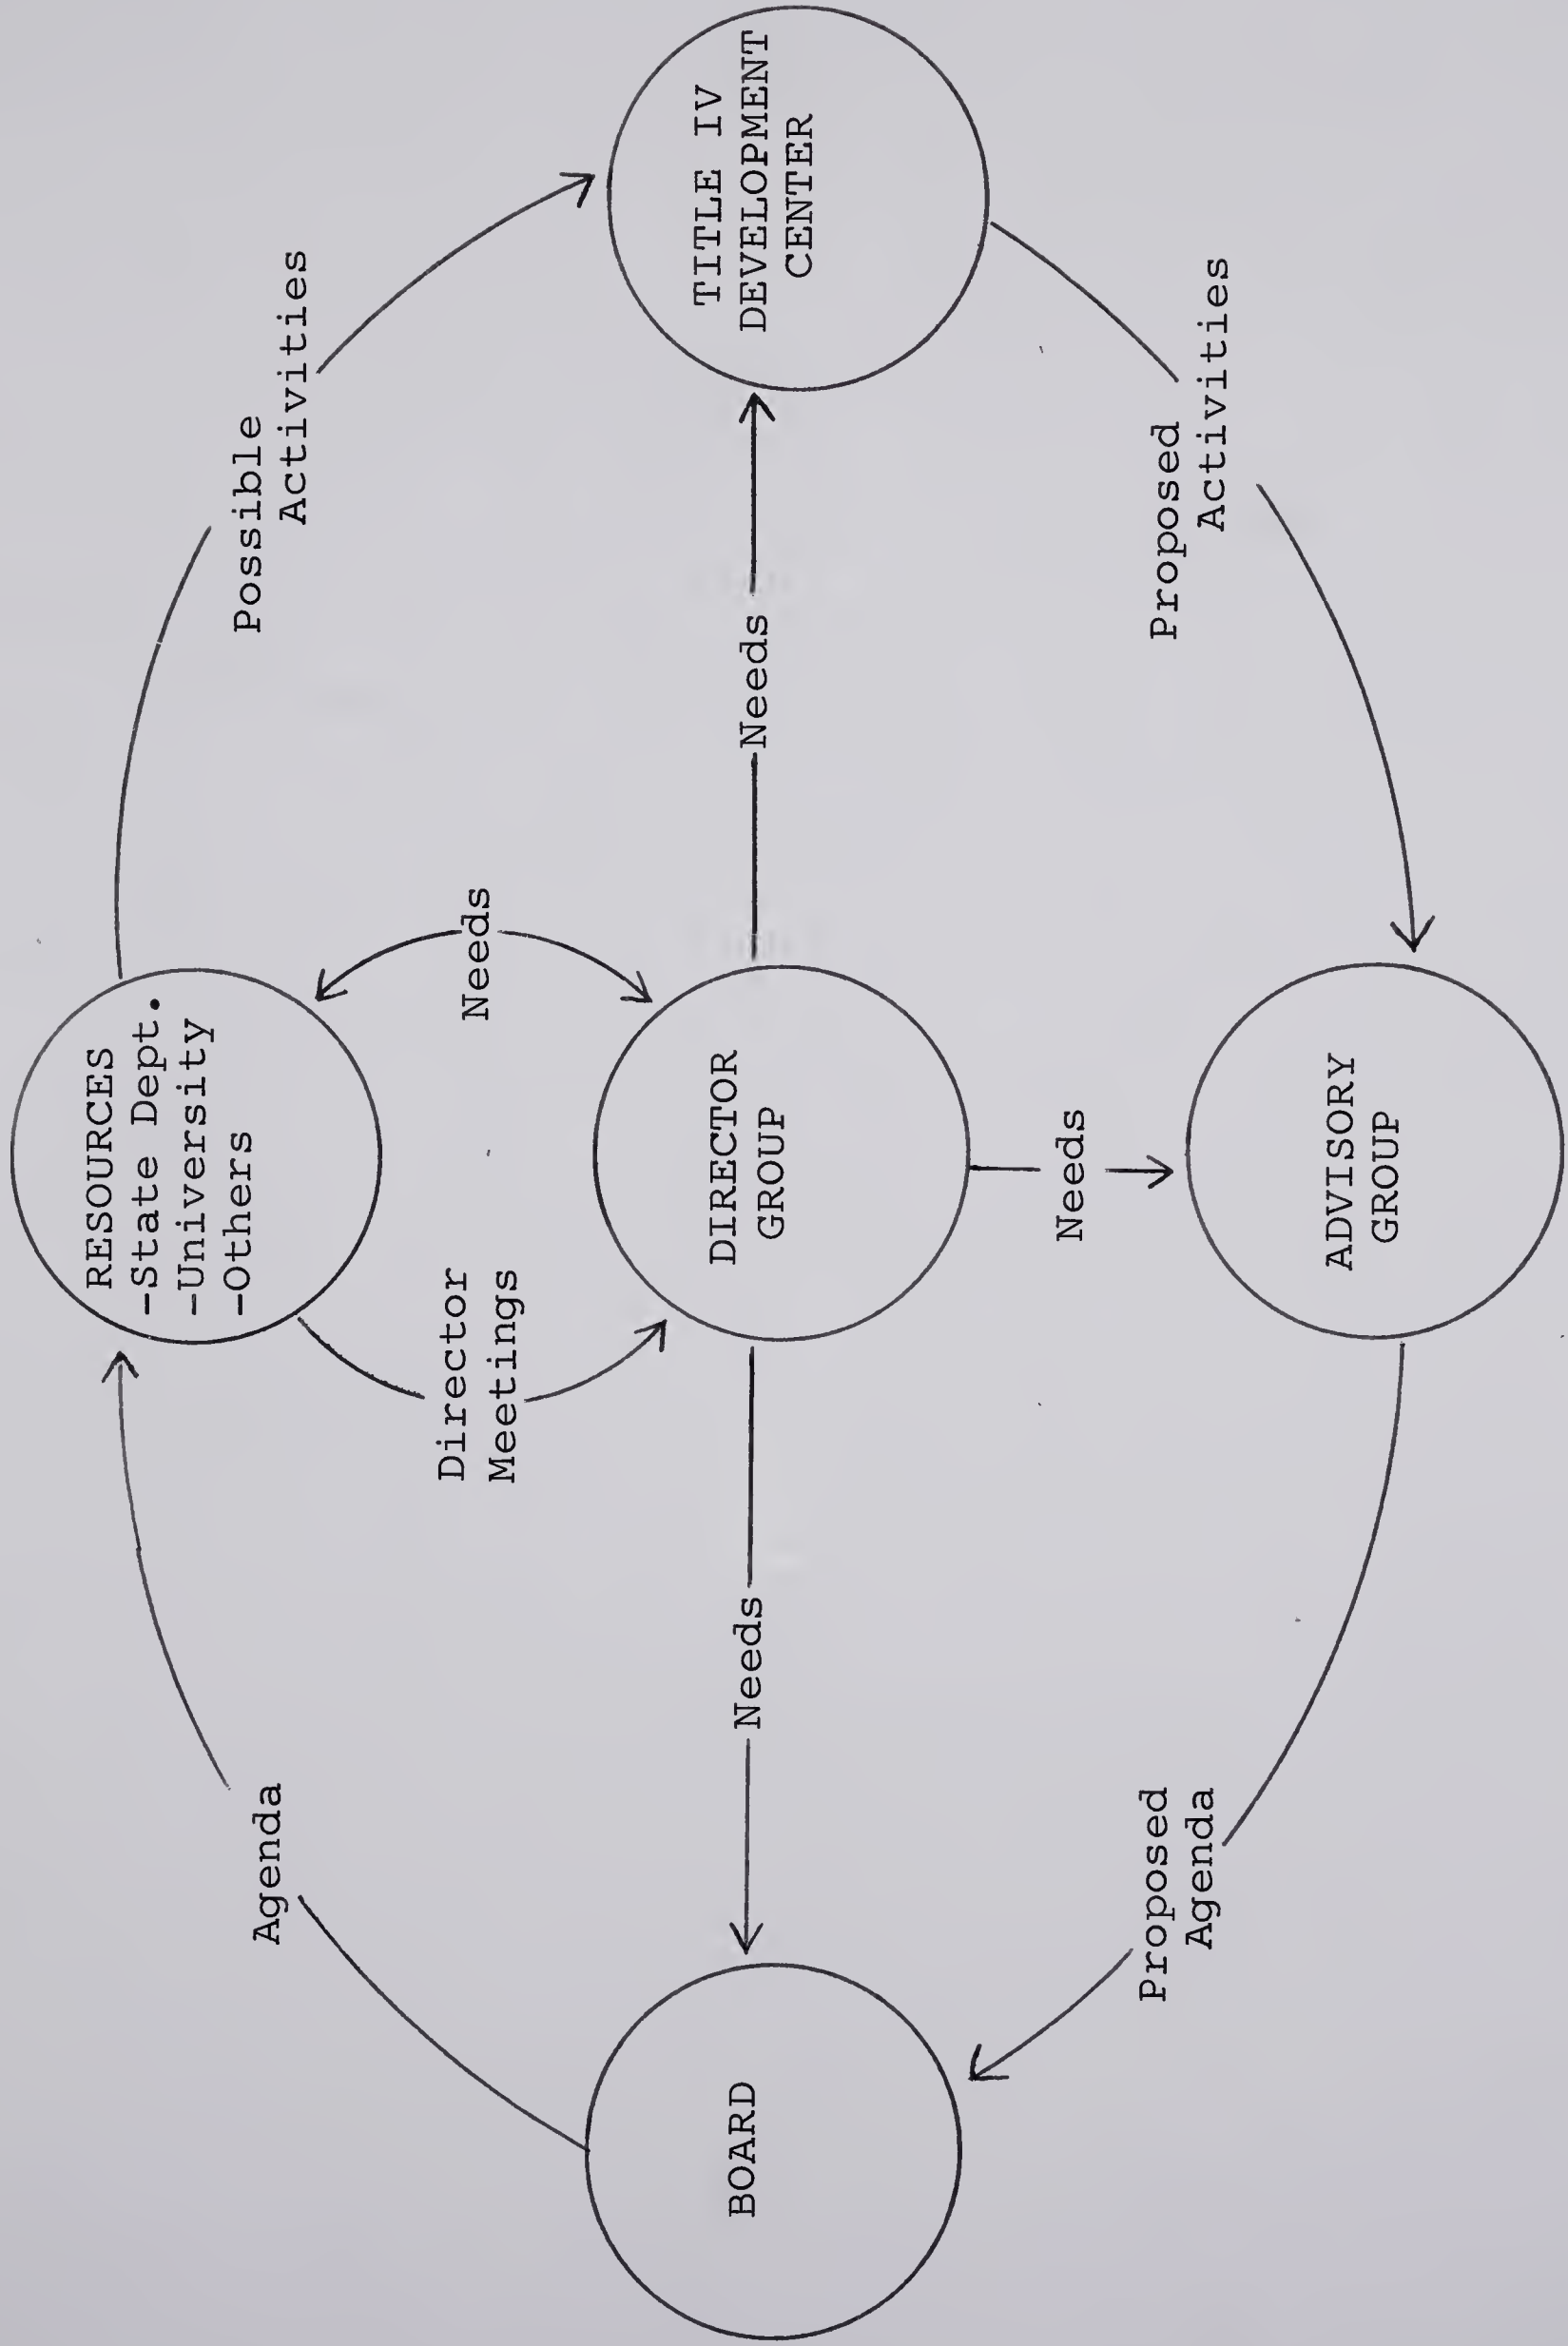 RESOURCES
-State Dept.
-University
-Others
Agenda
Possible
Activities
Director
Meetings
Needs
BOARD
Needs
DIRECTOR
GROUP
Needs
TITLE IV
DEVELOPMENT
CENTER
Needs
Proposed
Agenda
Proposed
Activities
ADVISORY
GROUP